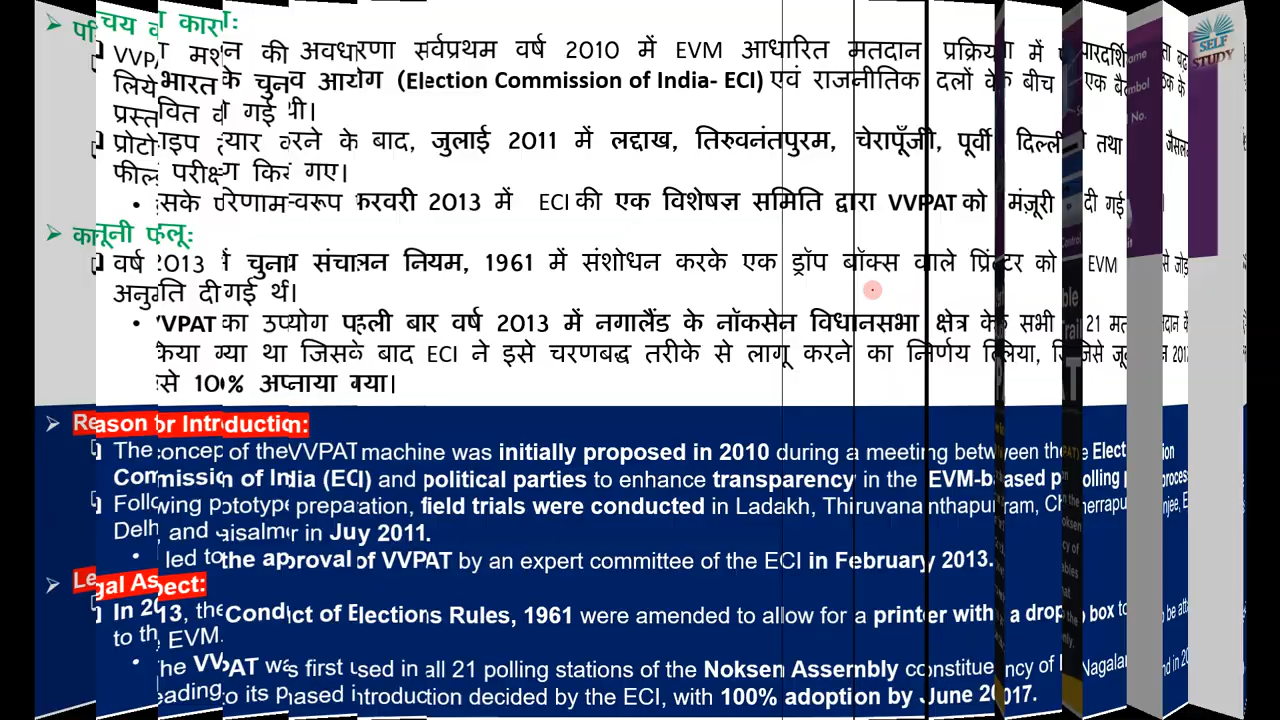 VVPAT मशीन की अवधारणा सर्वप्रथम वर्ष 2010 में EVM आधारित मतदान प्रक्रिया में
लिये भारत के चुनाव आयोग (Election Commission of India- ECI) एवं राजनीतिक दलों के बीच एक
प्रस्तावित की गई थी।
प्रोटोटाइप तैयार करने के बाद, जुलाई 2011 में लद्दाख, तिरुवनंतपुरम, चेरापूँजी, पूर्वी दिल्ली तथा
फील्ड परीक्षण किये गए।
इसके परिणामस्वरूप फरवरी 2013 में ECI की एक विशेषज्ञ समिति द्वारा VVPAT को मंज़ूरी दी गई
कानूनी पहलू:
वर्ष 2013 में चुनाव संचालन नियम, 1961 में संशोधन करके एक ड्रॉप बॉक्स वाले प्रिंटर को EVM से
अनुमति दी गई थी।
VVPAT का उपयोग पहली बार वर्ष 2013 में नगालैंड के नॉकसेन विधानसभा क्षेत्र के सभी 21
किया गया था जिसके बाद ECI ने इसे चरणबद्ध तरीके से लागू करने का निर्णय लिया, जिसे
से 100% अपनाया गया।
SELF
STUDY
Reason for Introduction:
The concept of the VVPAT machine was initially proposed in 2010 during a meeting between the Election
Commission of India (ECI) and political parties to enhance transparency in the EVM-based polling process
Following prototype preparation, field trials were conducted in Ladakh, Thiruvananthapuram, Cherrapunjee,
Delhi and Jaisalmer in July 2011.
led to the approval of VVPAT by an expert committee of the ECI in February 2013.
Legal Aspect:
In 2013, the Conduct of Elections Rules, 1961 were amended to allow for a printer with a drop box to be
to the EVM.
The VVPAT was first used in all 21 polling stations of the Noksen Assembly constituency of Nagaland in
leading to its phased introduction decided by the ECI, with 100% adoption by June 2017.